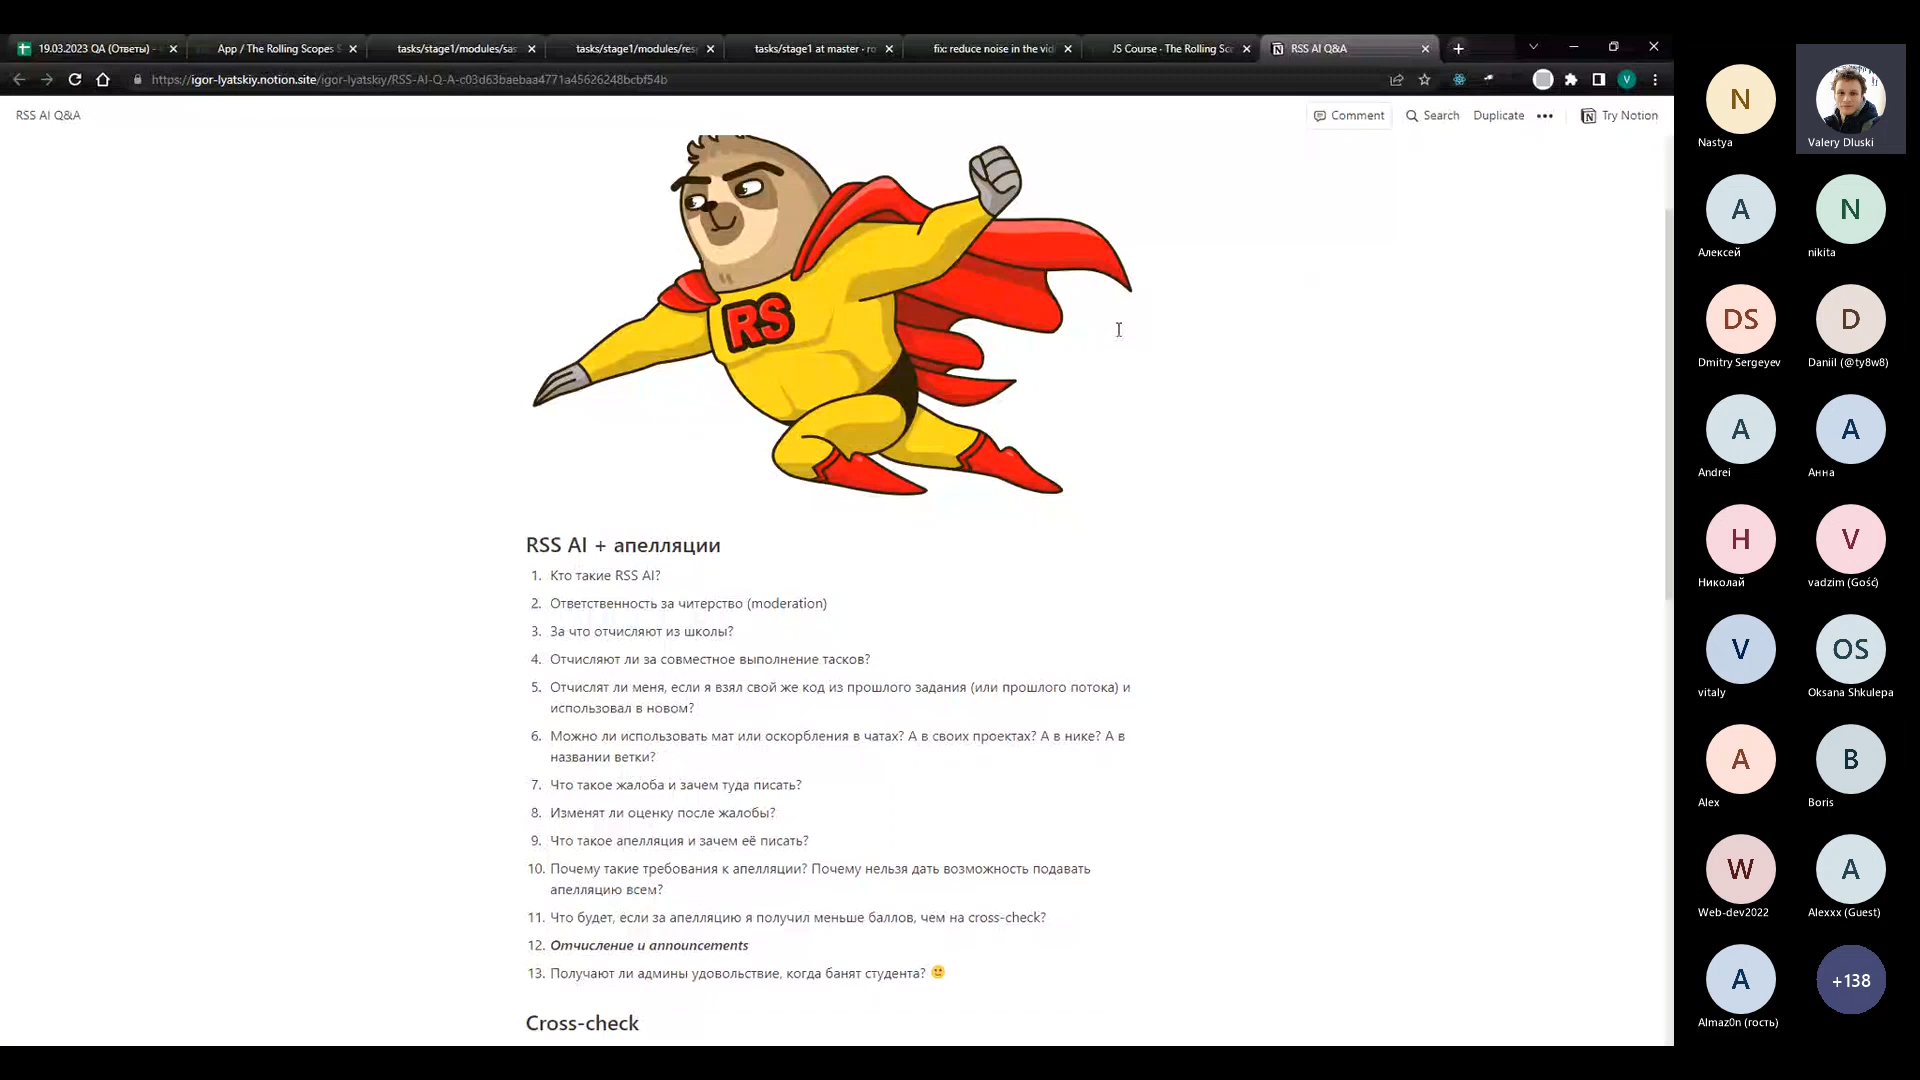 19.03.2023 QA (Ответы) -
App / The Rolling Scopes S
tasks/stage1/modules/sas
tasks/stage1/modules/res
tasks/stage1 at master · ro
fix: reduce noise in the vid
JS Course · The Rolling Sc
RSS AI Q&A
https://igor-lyatskiy.notion.site/igor-lyatskiy/RSS-AI-Q-A-c03d63baebaa4771a45626248bcbf54b
V
RSS AI Q&A
Comment
Search
Duplicate
Try Notion
RS
RSS AI + апелляции
1. Кто такие RSS AI?
2. Ответственность за читерство (moderation)
3. За что отчисляют из школы?
4. Отчисляют ли за совместное выполнение тасков?
5. Отчислят ли меня, если я взял свой же код из прошлого задания (или прошлого потока) и
использовал в новом?
6. Можно ли использовать мат или оскорбления в чатах? А в своих проектах? А в нике? А в
названии ветки?
7. Что такое жалоба и зачем туда писать?
8. Изменят ли оценку после жалобы?
9. Что такое апелляция и зачем её писать?
10. Почему такие требования к апелляции? Почему нельзя дать возможность подавать
апелляцию всем?
11. Что будет, если за апелляцию я получил меньше баллов, чем на cross-check?
12. Отчисление и announcements
13. Получают ли админы удовольствие, когда банят студента? 🙂
Cross-check
N
Nastya
Valery Dluski
A
Алексей
N
nikita
DS
Dmitry Sergeyev
D
Daniil (@ty8w8)
A
Andrei
A
Анна
Н
Николай
V
vadzim (Gość)
V
vitaly
OS
Oksana Shkulepa
A
Alex
B
Boris
W
Web-dev2022
A
Alexxx (Guest)
A
Almaz0n (гость)
+138